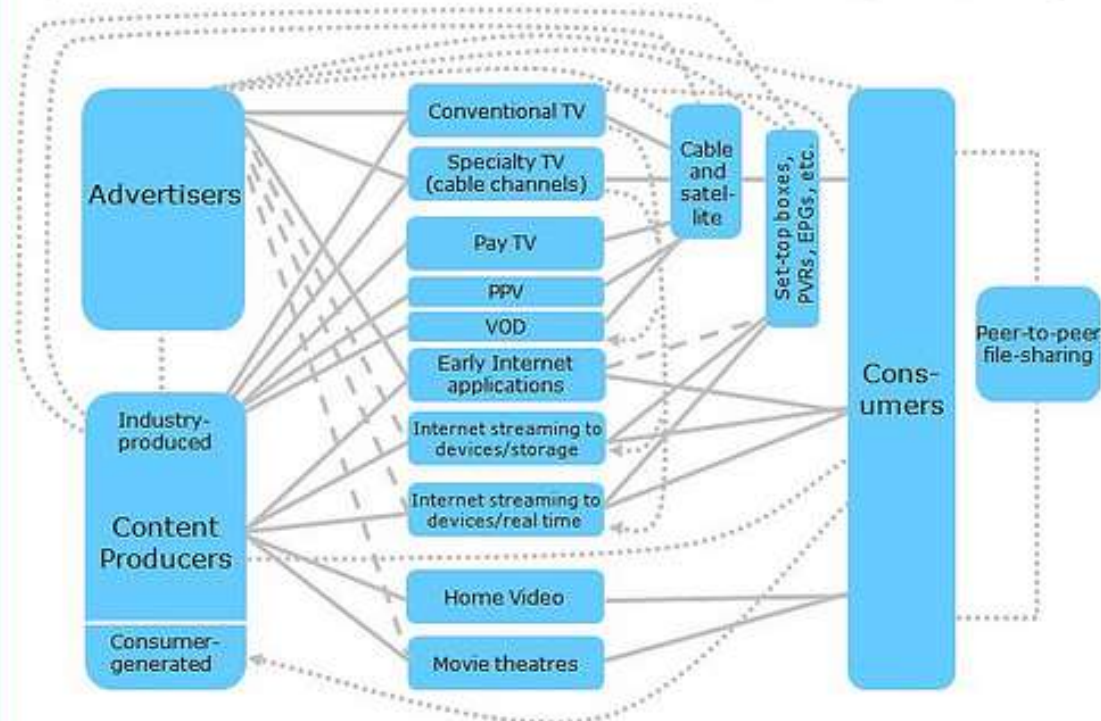 Advertisers
Industry-
produced
Content
Producers
Consumer-
generated
Conventional TV
Specialty TV
(cable channels)
Pay TV
PPV
VOD
Early Internet
applications
Internet streaming to
devices/storage
Internet streaming to
devices/real time
Home Video
Movie theatres
Cable
and
satel-
lite
Set-top boxes,
PVRs, EPGs, etc.
Cons-
umers
Peer-to-peer
file-sharing